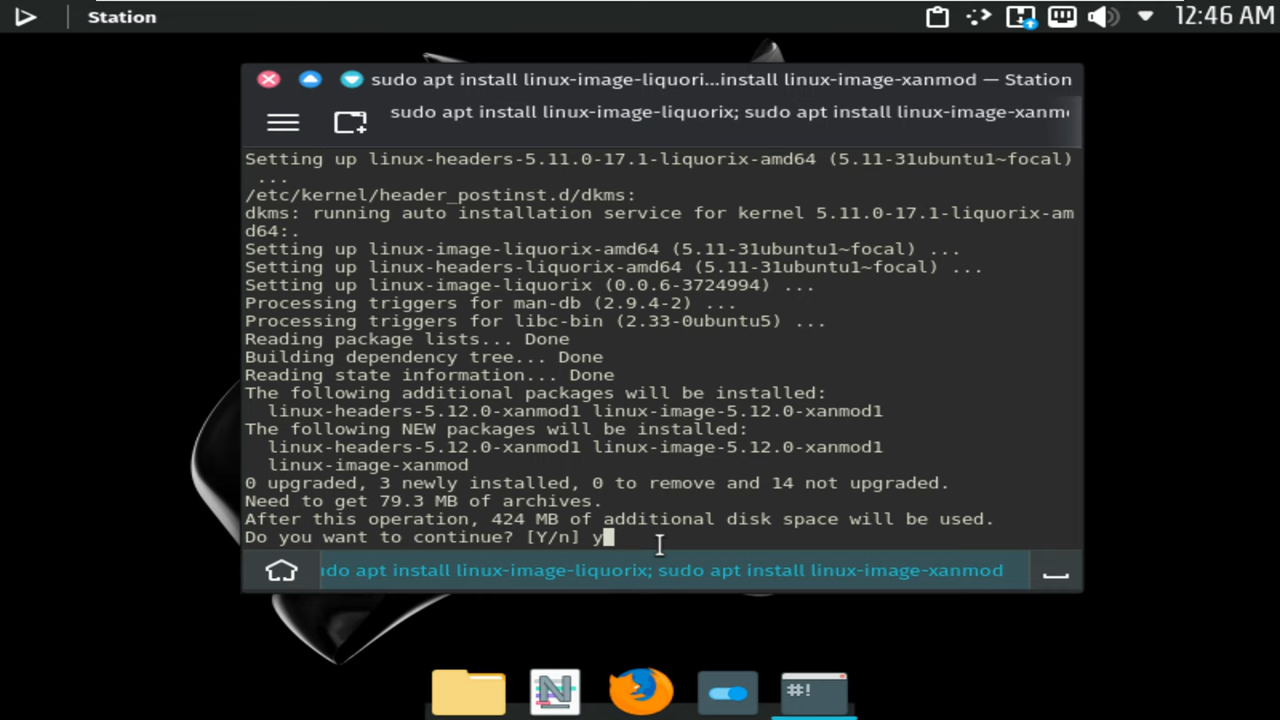 Station
12:46 AM
sudo apt install linux-image-liquori...install linux-image-xanmod — Station
sudo apt install linux-image-liquorix; sudo apt install linux-image-xanm
Setting up linux-headers-5.11.0-17.1-liquorix-amd64 (5.11-31ubuntu1~focal)
...
/etc/kernel/header_postinst.d/dkms:
dkms: running auto installation service for kernel 5.11.0-17.1-liquorix-am
d64:.
Setting up linux-image-liquorix-amd64 (5.11-31ubuntu1~focal) ...
Setting up linux-headers-liquorix-amd64 (5.11-31ubuntu1~focal) ...
Setting up linux-image-liquorix (0.0.6-3724994) ...
Processing triggers for man-db (2.9.4-2) ...
Processing triggers for libc-bin (2.33-0ubuntu5) ...
Reading package lists... Done
Building dependency tree... Done
Reading state information... Done
The following additional packages will be installed:
linux-headers-5.12.0-xanmod1 linux-image-5.12.0-xanmod1
The following NEW packages will be installed:
linux-headers-5.12.0-xanmod1 linux-image-5.12.0-xanmod1
linux-image-xanmod
0 upgraded, 3 newly installed, 0 to remove and 14 not upgraded.
Need to get 79.3 MB of archives.
After this operation, 424 MB of additional disk space will be used.
Do you want to continue? [Y/n] y
udo apt install linux-image-liquorix; sudo apt install linux-image-xanmod
N
#!